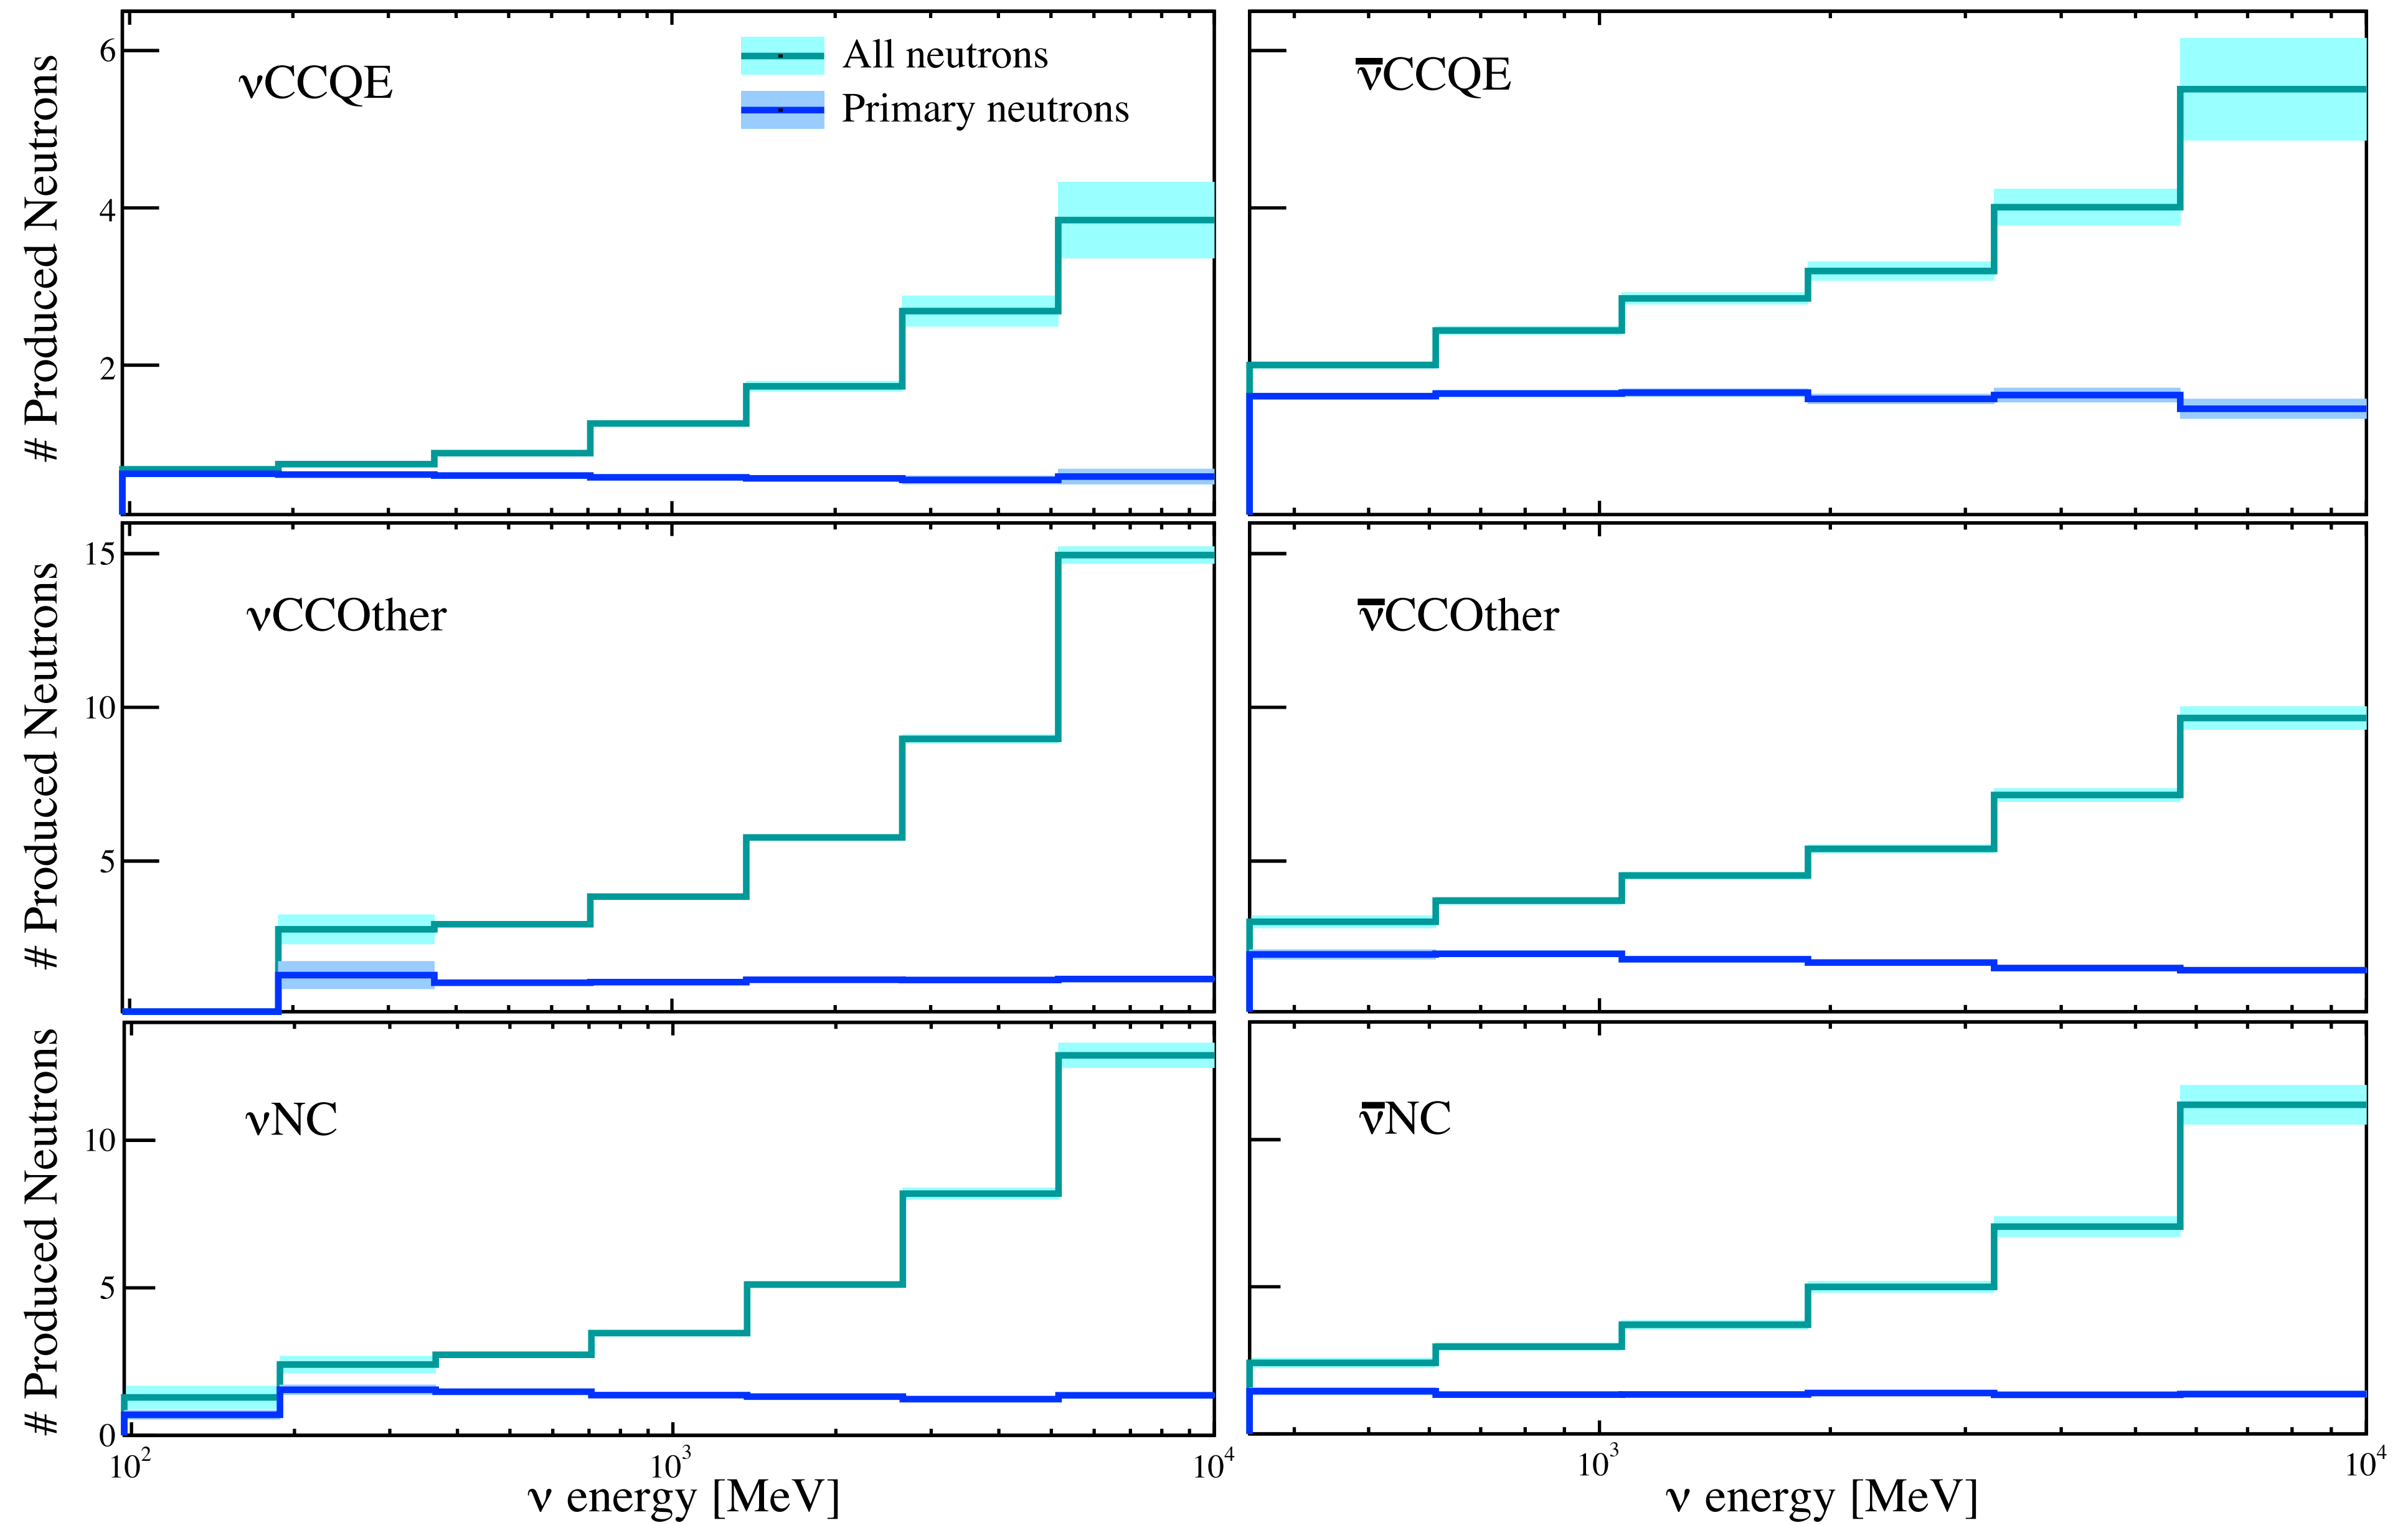 # Produced Neutrons
6
4
2
νCCQE
All neutrons
Primary neutrons
ν̅CCQE
# Produced Neutrons
15
10
5
νCCOther
ν̅CCOther
# Produced Neutrons
10
5
0
νNC
ν̅NC
10² 10³ 10⁴
10³ 10⁴
ν energy [MeV]
ν energy [MeV]